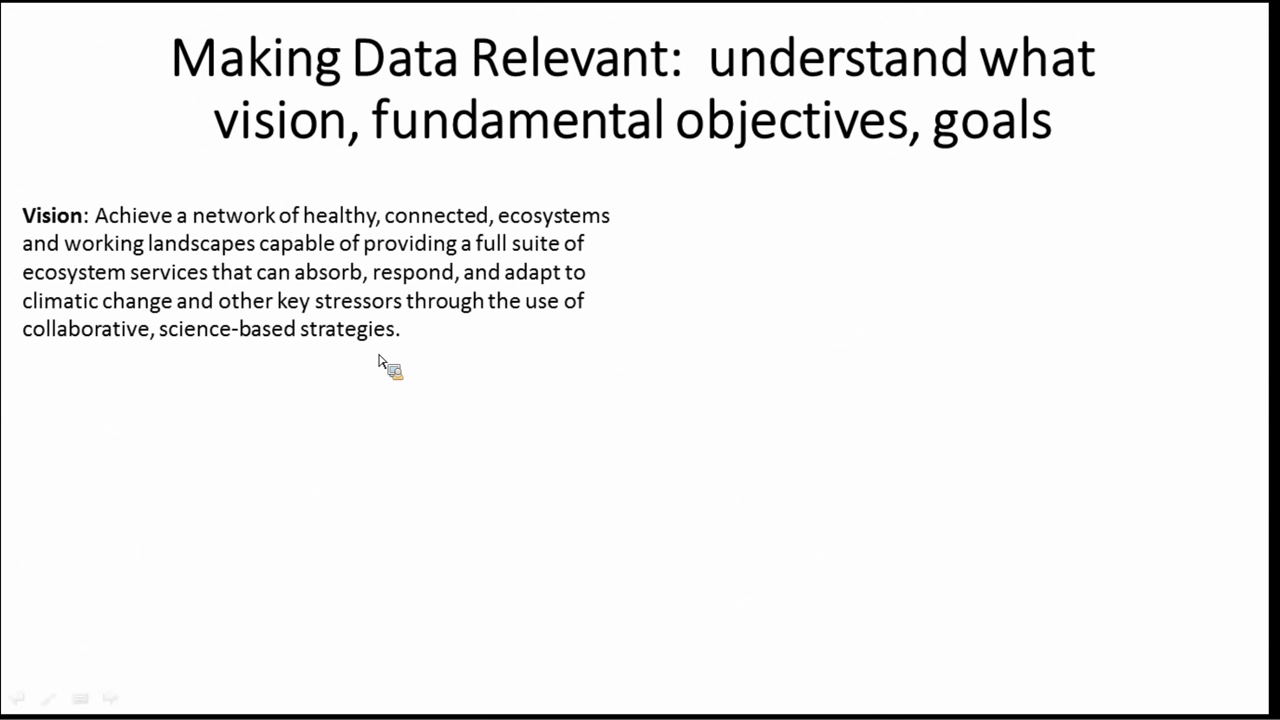 Making Data Relevant:  understand what
vision, fundamental objectives, goals
Vision: Achieve a network of healthy, connected, ecosystems
and working landscapes capable of providing a full suite of
ecosystem services that can absorb, respond, and adapt to
climatic change and other key stressors through the use of
collaborative, science-based strategies.